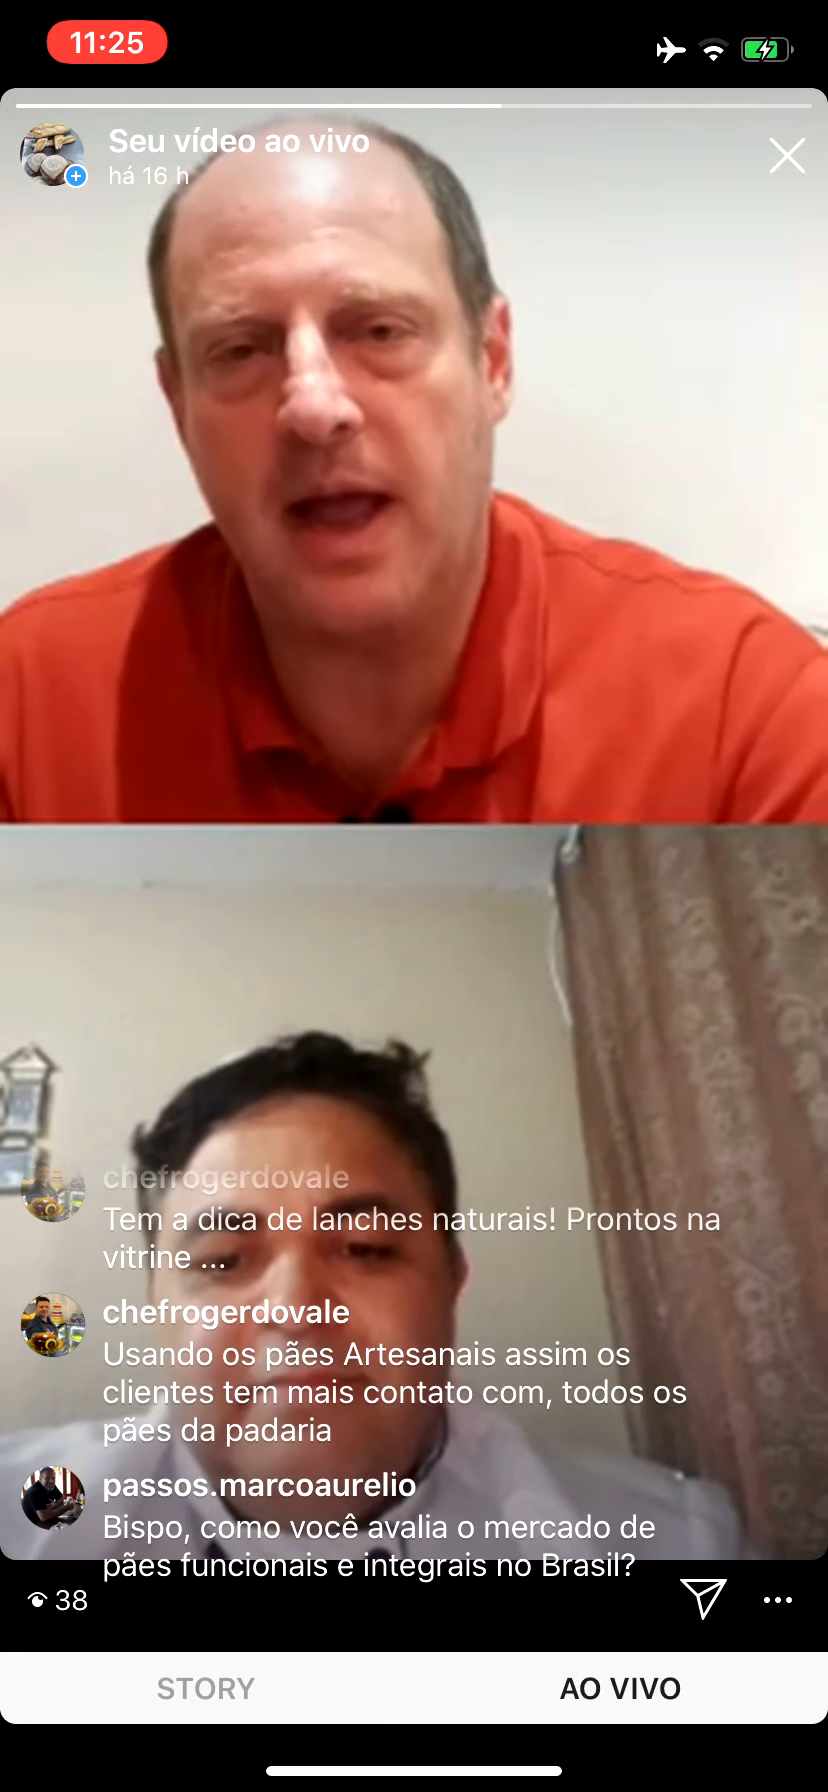 11:25
Seu vídeo ao vivo
há 16 h
chefrogerdovale
Tem a dica de lanches naturais! Prontos na
vitrine ...
chefrogerdovale
Usando os pães Artesanais assim os
clientes tem mais contato com, todos os
pães da padaria
passos.marcoaurelio
Bispo, como você avalia o mercado de
pães funcionais e integrais no Brasil?
38
STORY
AO VIVO